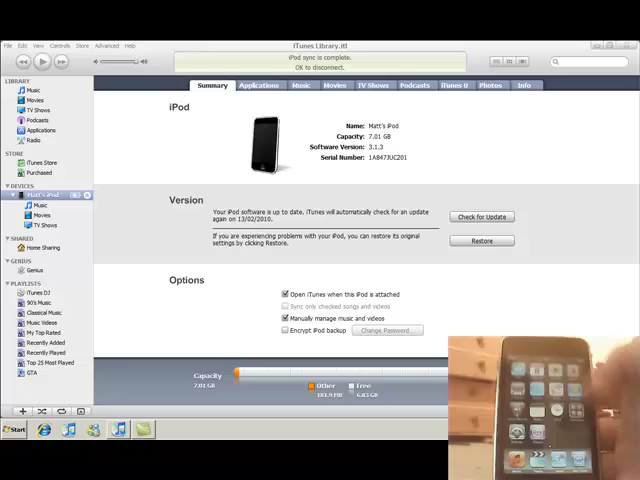 iTunes Library.itl
File Edit View Controls Store Advanced Help
iPod sync is complete.
OK to disconnect.
Summary Applications Music Movies TV Shows Podcasts iTunes U Photos Info
LIBRARY
Music
Movies
TV Shows
Podcasts
Applications
Radio
STORE
iTunes Store
Purchased
DEVICES
Matt's iPod
Music
Movies
TV Shows
SHARED
Home Sharing
GENIUS
Genius
PLAYLISTS
iTunes DJ
90's Music
Classical Music
Music Videos
My Top Rated
Recently Added
Recently Played
Top 25 Most Played
GTA
iPod
Name: Matt's iPod
Capacity: 7.01 GB
Software Version: 3.1.3
Serial Number: 1A847JUC201
Version
Your iPod software is up to date. iTunes will automatically check for an update
again on 13/02/2010.
Check for Update
If you are experiencing problems with your iPod, you can restore its original
settings by clicking Restore.
Restore
Options
Open iTunes when this iPod is attached
Sync only checked songs and videos
Manually manage music and videos
Encrypt iPod backup
Change Password...
Capacity
7.01 GB
Other
181.9 MB
Free
6.83 GB
Start